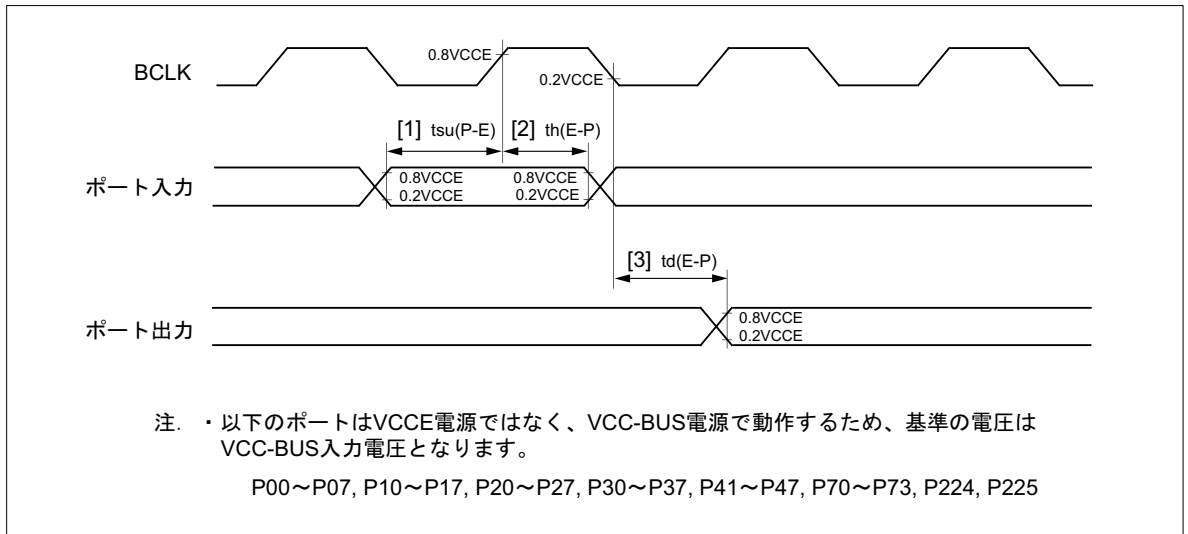 BCLK
0.8VCCE
0.2VCCE
[1] tsu(P-E)
[2] th(E-P)
ポート入力
0.8VCCE
0.2VCCE
0.8VCCE
0.2VCCE
[3] td(E-P)
ポート出力
0.8VCCE
0.2VCCE
注. ・以下のポートはVCCE電源ではなく、VCC-BUS電源で動作するため、基準の電圧は
VCC-BUS入力電圧となります。
P00～P07, P10～P17, P20～P27, P30～P37, P41～P47, P70～P73, P224, P225